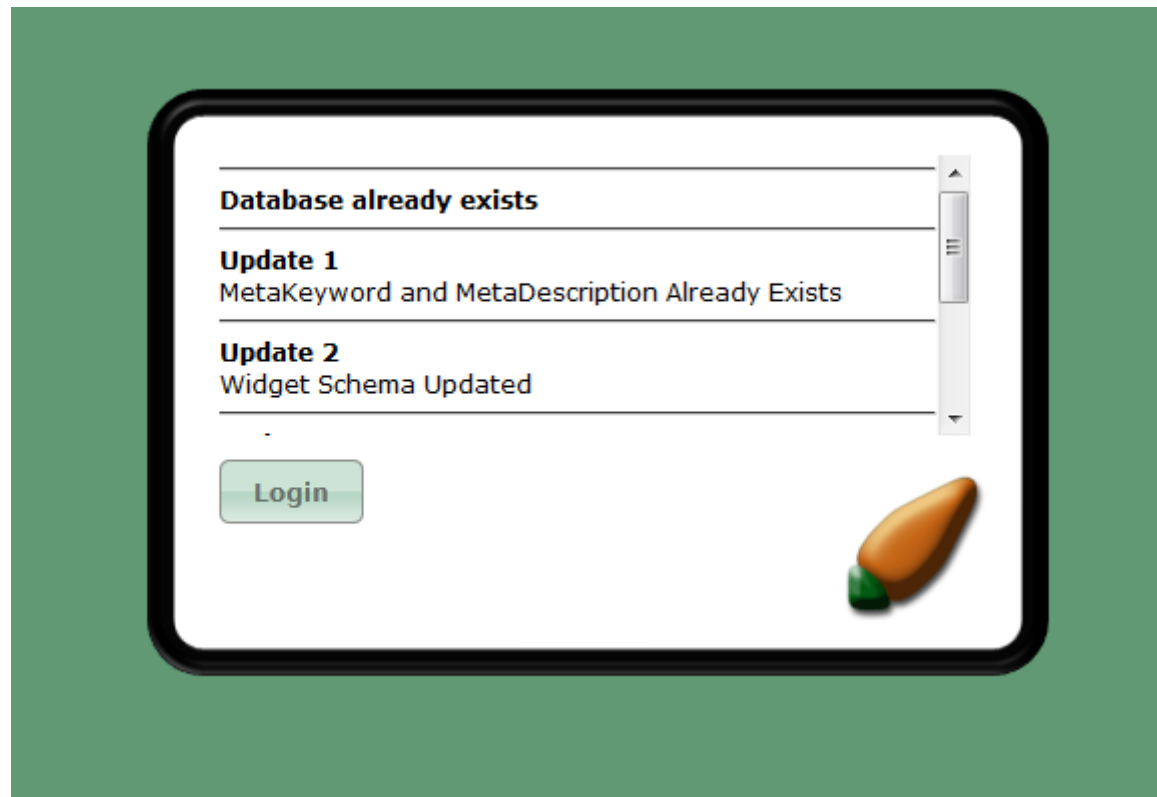 Database already exists
Update 1
MetaKeyword and MetaDescription Already Exists
Update 2
Widget Schema Updated
Login